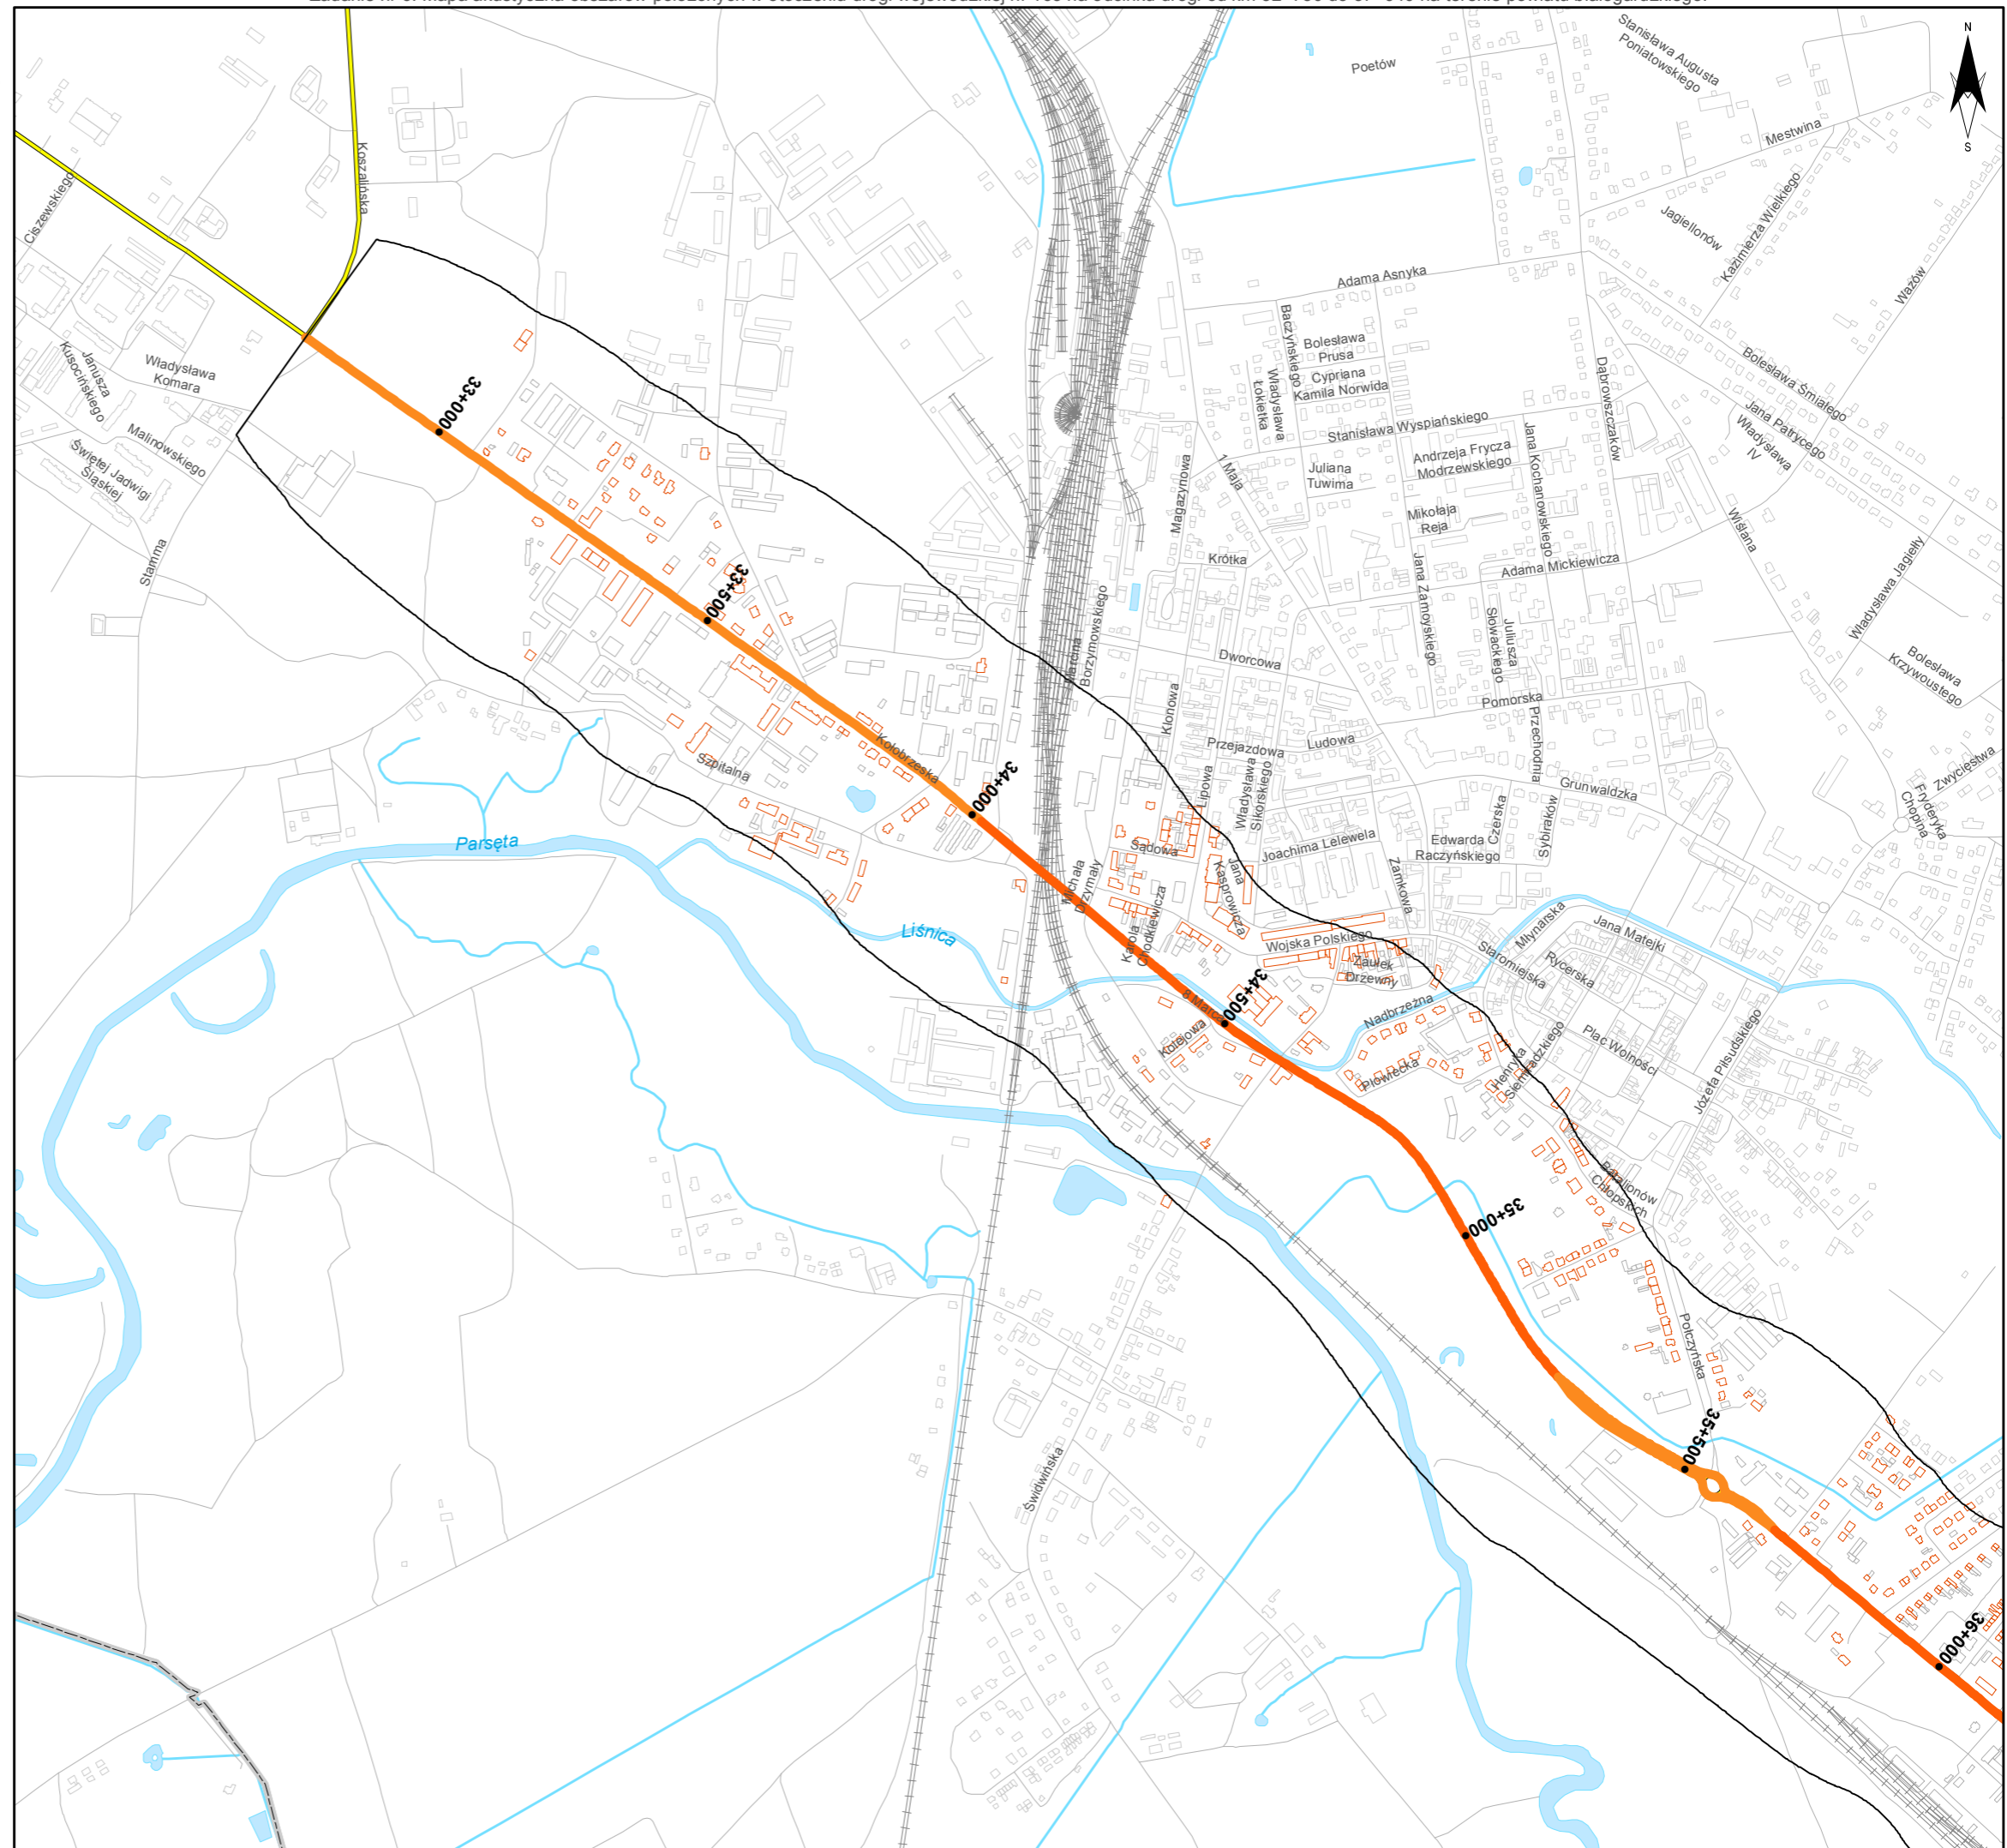 N
S
Poetów
Stanisława Augusta
Poniatowskiego
Mestwina
Koszalińska
Ciszewskiego
Jagiellonów
Kazimierza Wielkiego
Wazów
Adama Asnyka
Baczyńskiego
Bolesława
Prusa
Cypriana
Kamila Norwida
Władysława
Łokietka
Dąbrowszczaków
Bolesława Śmiałego
Jana Patrycego
Władysława
IV
Władysława
Komara
Janusza
Kusocińskiego
Malinowskiego
Świętej Jadwigi
Śląskiej
33+000
Stanisława Wyspiańskiego
Andrzeja Frycza
Modrzewskiego
Jana Kochanowskiego
1 Maja
Juliana
Tuwima
Magazynowa
Mikołaja
Reja
Wiślana
Stamma
33+500
Krótka
Adama Mickiewicza
Jana Zamoyskiego
Władysława Jagiełły
Marcina
Borzymowskiego
Juliusza
Słowackiego
Dworcowa
Bolesława
Krzywoustego
Pomorska
Przechodnia
Klonowa
Przejazdowa
Ludowa
Kołobrzeska
Szpitalna
34+000
Lipowa
Władysława
Sikorskiego
Grunwaldzka
Zwycięstwa
Fryderyka
Chopina
Czerska
Sybiraków
Edwarda
Raczyńskiego
Joachima Lelewela
Sądowa
Parsęta
Michała
Drzymały
Jana
Kasprowicza
Zamkowa
Karola
Chodkiewicza
Liśnica
Wojska Polskiego
Zaułek
Drzewny
Młynarska
Jana Matejki
Staromiejska
Rycerska
34+500
8 Marca
Nadbrzeżna
Kolejowa
Plac Wolności
Józefa Piłsudskiego
Płowiecka
Henryka
Siemiradzkiego
Batalionów
Chłopskich
35+000
Połczyńska
35+500
Świdwińska
36+000